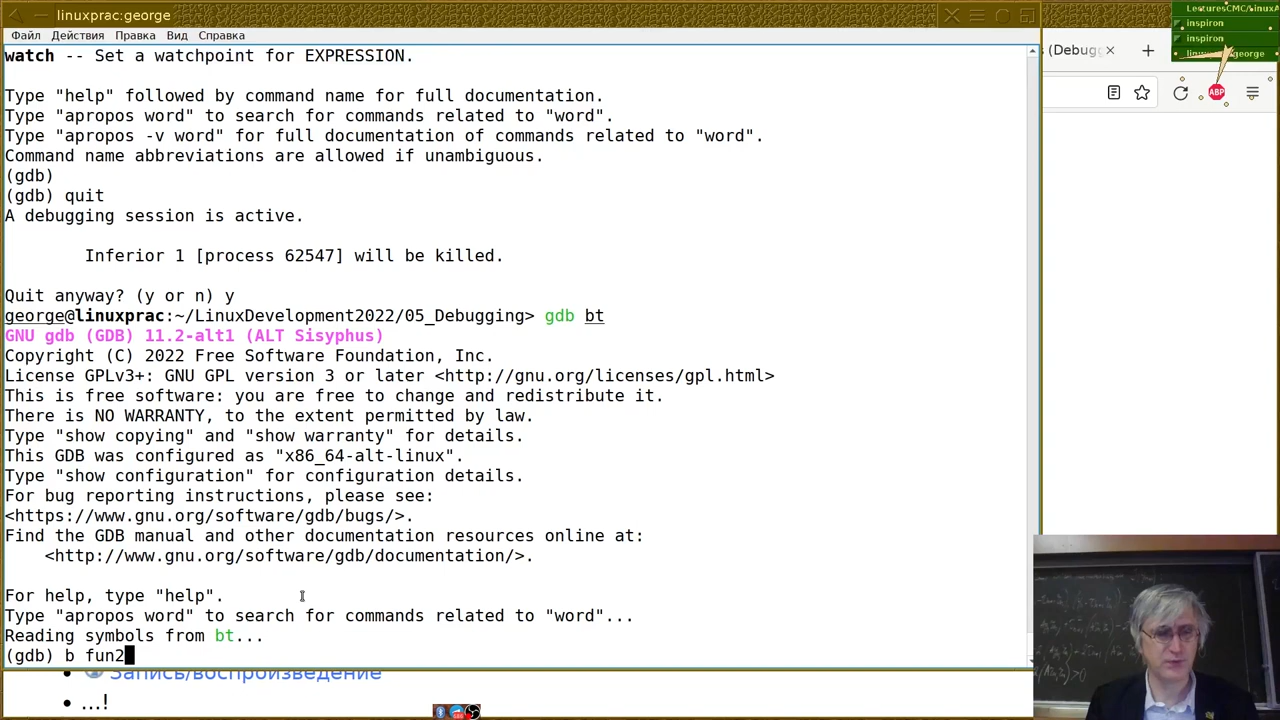 linuxprac:george
Файл Действия Правка Вид Справка
watch -- Set a watchpoint for EXPRESSION.
Type "help" followed by command name for full documentation.
Type "apropos word" to search for commands related to "word".
Type "apropos -v word" for full documentation of commands related to "word".
Command name abbreviations are allowed if unambiguous.
(gdb)
(gdb) quit
A debugging session is active.
Inferior 1 [process 62547] will be killed.
Quit anyway? (y or n) y
george@linuxprac:~/LinuxDevelopment2022/05_Debugging> gdb bt
GNU gdb (GDB) 11.2-alt1 (ALT Sisyphus)
Copyright (C) 2022 Free Software Foundation, Inc.
License GPLv3+: GNU GPL version 3 or later <http://gnu.org/licenses/gpl.html>
This is free software: you are free to change and redistribute it.
There is NO WARRANTY, to the extent permitted by law.
Type "show copying" and "show warranty" for details.
This GDB was configured as "x86_64-alt-linux".
Type "show configuration" for configuration details.
For bug reporting instructions, please see:
<https://www.gnu.org/software/gdb/bugs/>.
Find the GDB manual and other documentation resources online at:
<http://www.gnu.org/software/gdb/documentation/>.
For help, type "help".
Type "apropos word" to search for commands related to "word"...
Reading symbols from bt...
(gdb) b fun2
Запись/воспроизведение
...!
LecturesCMC/LinuxA
inspiron
inspiron
(Debug
ABP